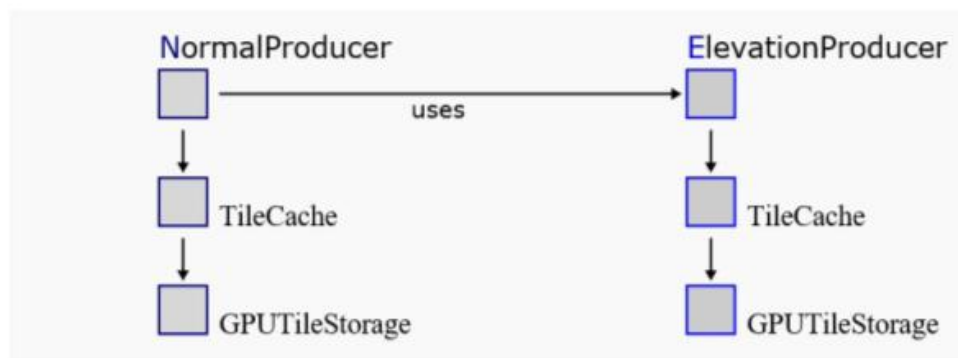 NormalProducer ElevationProducer
uses
TileCache TileCache
GPUTileStorage GPUTileStorage